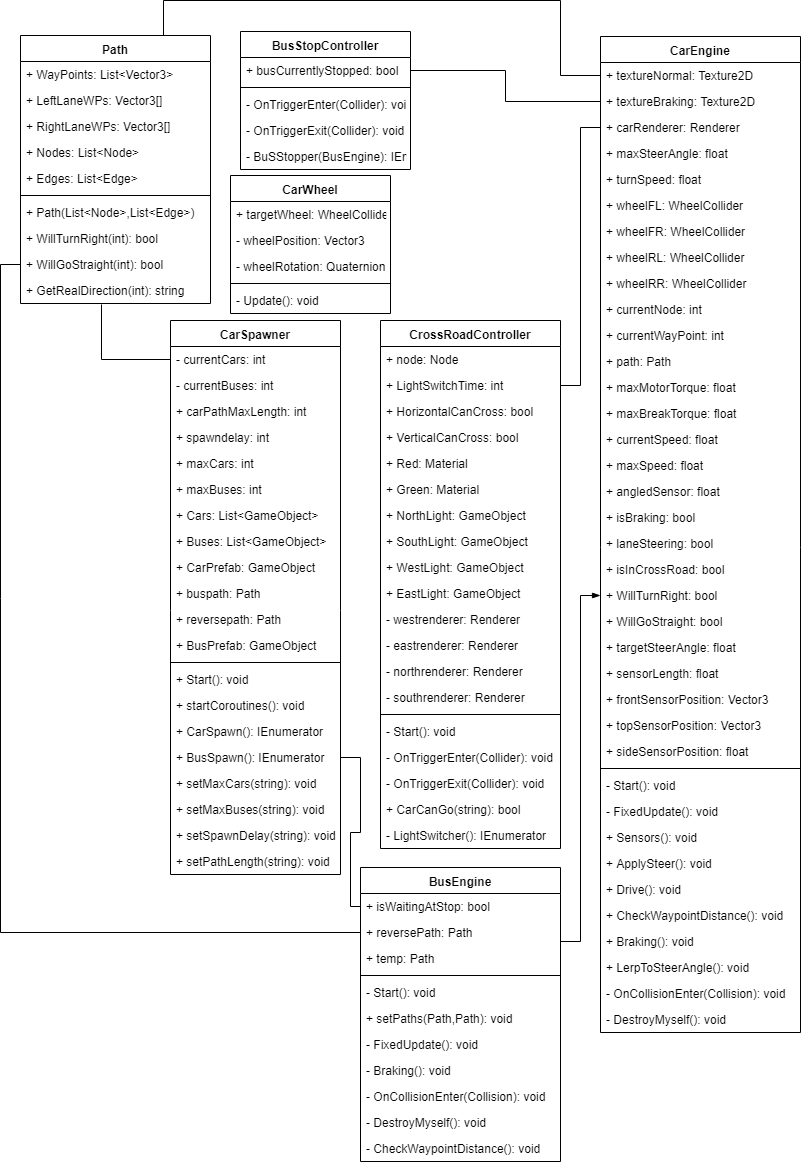 Path
+ WayPoints: List<Vector3>
+ LeftLaneWPs: Vector3[]
+ RightLaneWPs: Vector3[]
+ Nodes: List<Node>
+ Edges: List<Edge>
+ Path(List<Node>,List<Edge>)
+ WillTurnRight(int): bool
+ WillGoStraight(int): bool
+ GetRealDirection(int): string
BusStopController
+ busCurrentlyStopped: bool
- OnTriggerEnter(Collider): voi
- OnTriggerExit(Collider): void
- BuSStopper(BusEngine): IEr
CarWheel
+ targetWheel: WheelCollide
- wheelPosition: Vector3
- wheelRotation: Quaternion
- Update(): void
CarSpawner
- currentCars: int
- currentBuses: int
+ carPathMaxLength: int
+ spawndelay: int
+ maxCars: int
+ maxBuses: int
+ Cars: List<GameObject>
+ Buses: List<GameObject>
+ CarPrefab: GameObject
+ buspath: Path
+ reversepath: Path
+ BusPrefab: GameObject
+ Start(): void
+ startCoroutines(): void
+ CarSpawn(): IEnumerator
+ BusSpawn(): IEnumerator
+ setMaxCars(string): void
+ setMaxBuses(string): void
+ setSpawnDelay(string): void
+ setPathLength(string): void
CrossRoadController
+ node: Node
+ LightSwitchTime: int
+ HorizontalCanCross: bool
+ VerticalCanCross: bool
+ Red: Material
+ Green: Material
+ NorthLight: GameObject
+ SouthLight: GameObject
+ WestLight: GameObject
+ EastLight: GameObject
- westrenderer: Renderer
- eastrenderer: Renderer
- northrenderer: Renderer
- southrenderer: Renderer
- Start(): void
- OnTriggerEnter(Collider): void
- OnTriggerExit(Collider): void
+ CarCanGo(string): bool
- LightSwitcher(): IEnumerator
BusEngine
+ isWaitingAtStop: bool
+ reversePath: Path
+ temp: Path
- Start(): void
+ setPaths(Path,Path): void
- FixedUpdate(): void
- Braking(): void
- OnCollisionEnter(Collision): void
- DestroyMyself(): void
- CheckWaypointDistance(): void
CarEngine
+ textureNormal: Texture2D
+ textureBraking: Texture2D
+ carRenderer: Renderer
+ maxSteerAngle: float
+ turnSpeed: float
+ wheelFL: WheelCollider
+ wheelFR: WheelCollider
+ wheelRL: WheelCollider
+ wheelRR: WheelCollider
+ currentNode: int
+ currentWayPoint: int
+ path: Path
+ maxMotorTorque: float
+ maxBreakTorque: float
+ currentSpeed: float
+ maxSpeed: float
+ angledSensor: float
+ isBraking: bool
+ laneSteering: bool
+ isInCrossRoad: bool
+ WillTurnRight: bool
+ WillGoStraight: bool
+ targetSteerAngle: float
+ sensorLength: float
+ frontSensorPosition: Vector3
+ topSensorPosition: Vector3
+ sideSensorPosition: float
- Start(): void
- FixedUpdate(): void
+ Sensors(): void
+ ApplySteer(): void
+ Drive(): void
+ CheckWaypointDistance(): void
+ Braking(): void
+ LerpToSteerAngle(): void
- OnCollisionEnter(Collision): void
- DestroyMyself(): void